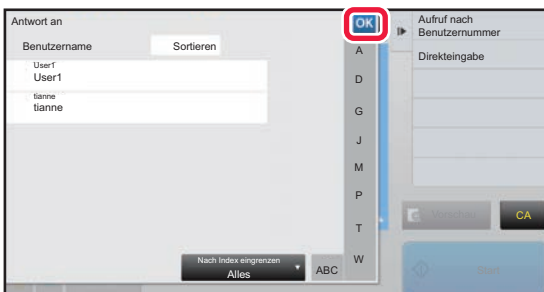 Antwort an
OK
Aufruf nach
Benutzernummer
Benutzername
Sortieren
A
Direkteingabe
User1
User1
D
tianne
tianne
G
J
M
P
CA
T
Nach Index eingrenzen
Alles
ABC
W